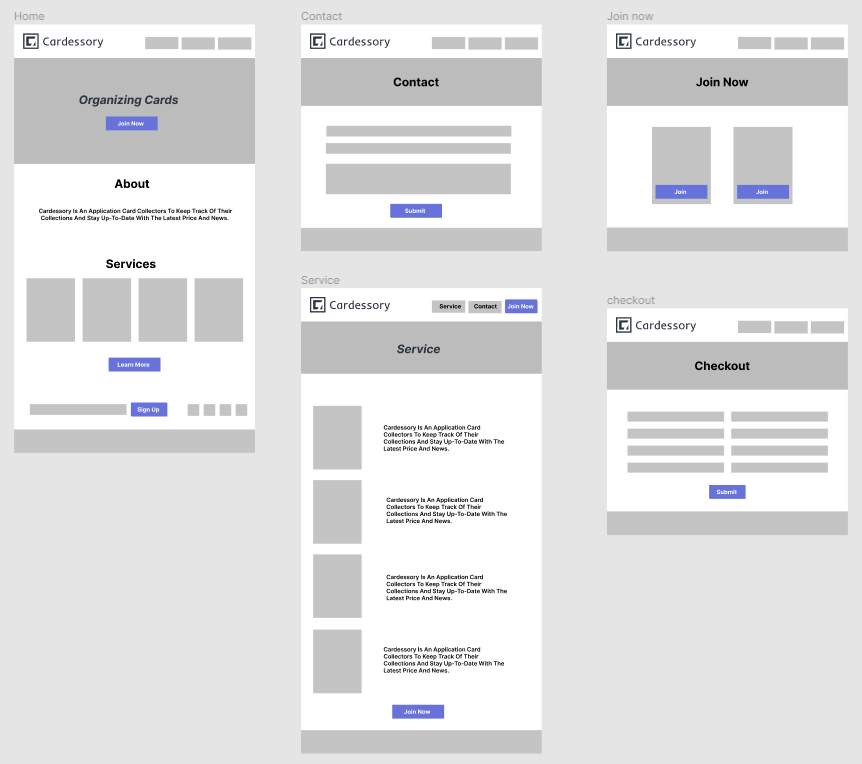 Home
Cardessory
Organizing Cards
Join Now
About
Cardessory Is An Application Card Collectors To Keep Track Of Their
Collections And Stay Up-To-Date With The Latest Price And News.
Services
Learn More
Sign Up
Contact
Cardessory
Contact
Submit
Service
Cardessory
Service
Contact
Join Now
Service
Cardessory Is An Application Card
Collectors To Keep Track Of Their
Collections And Stay Up-To-Date With The
Latest Price And News.
Cardessory Is An Application Card
Collectors To Keep Track Of Their
Collections And Stay Up-To-Date With The
Latest Price And News.
Cardessory Is An Application Card
Collectors To Keep Track Of Their
Collections And Stay Up-To-Date With The
Latest Price And News.
Cardessory Is An Application Card
Collectors To Keep Track Of Their
Collections And Stay Up-To-Date With The
Latest Price And News.
Join Now
Join now
Cardessory
Join Now
Join
Join
checkout
Cardessory
Checkout
Submit